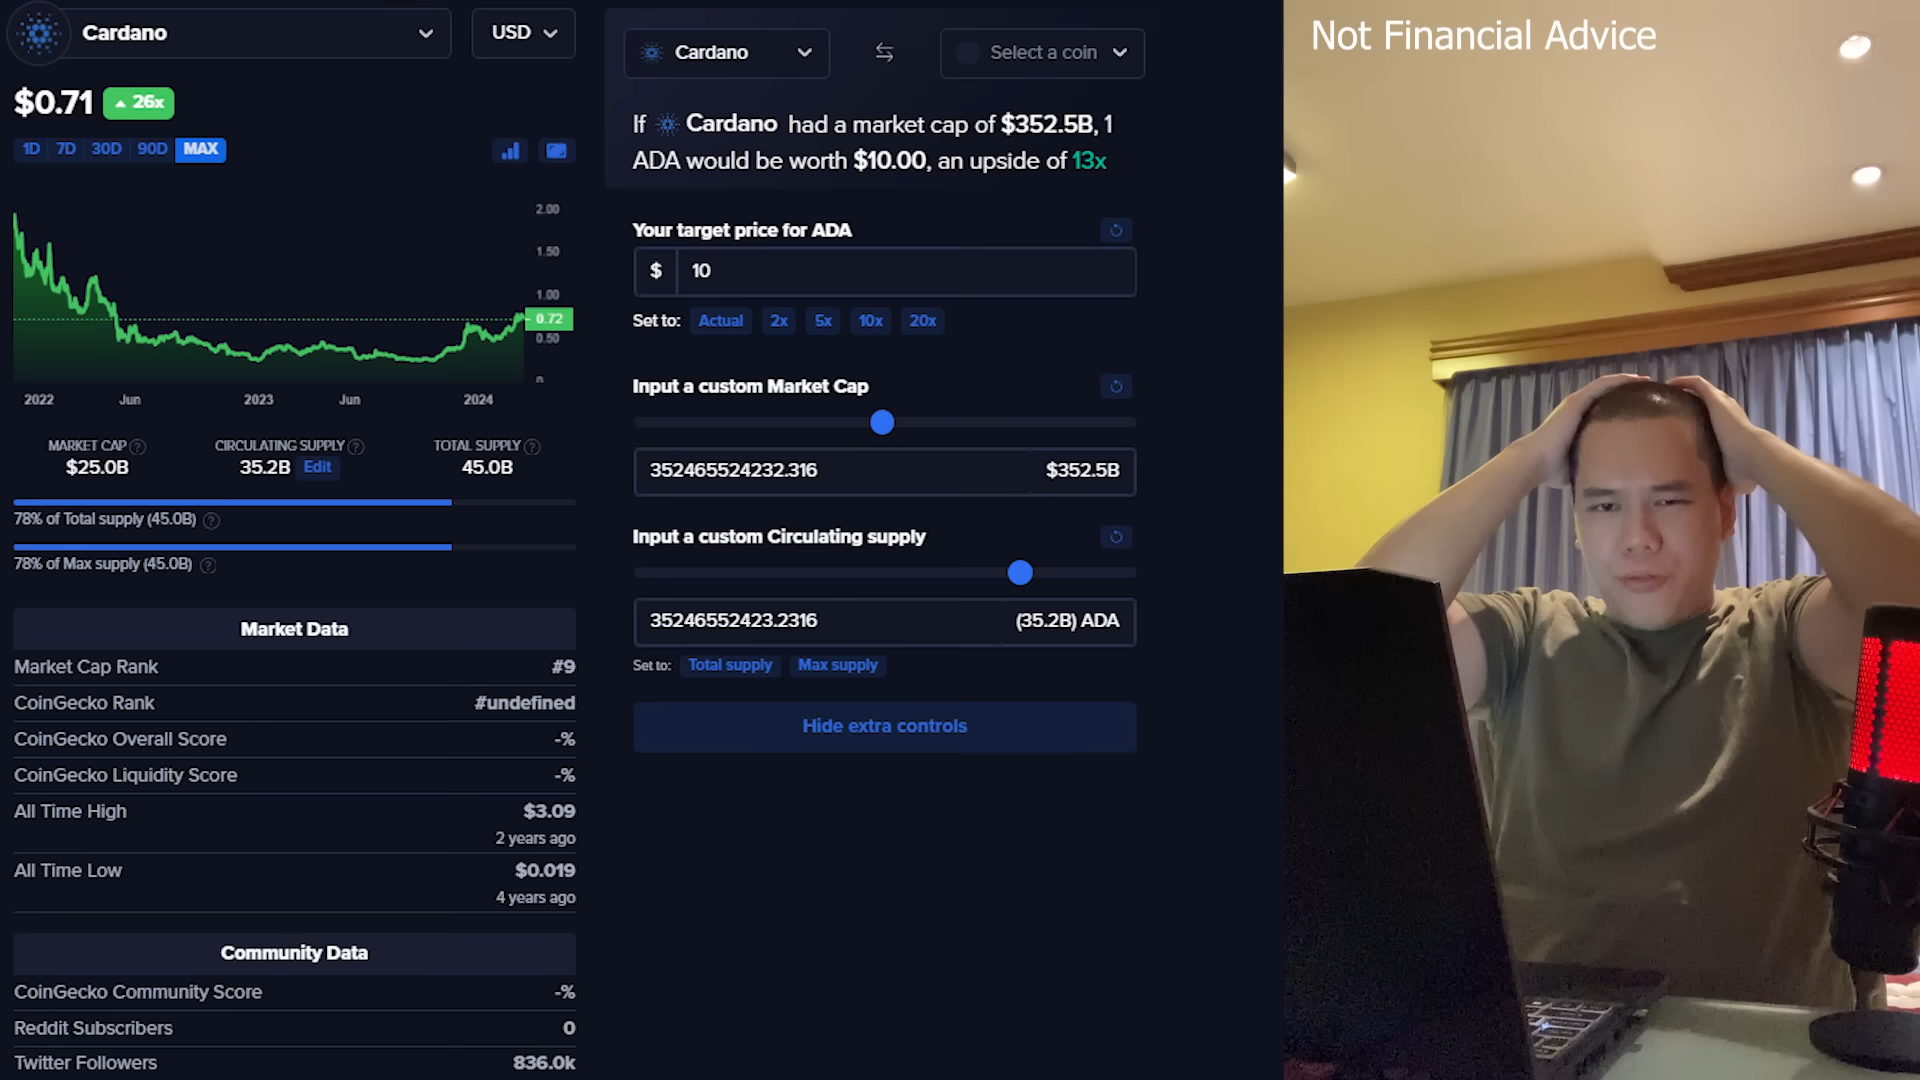 Cardano
USD
$0.71
26x
1D 7D 30D 90D MAX
2.00
1.50
1.00
0.72
0.50
0
2022 Jun 2023 Jun 2024
MARKET CAP ? CIRCULATING SUPPLY ? TOTAL SUPPLY ?
$25.0B 35.2B Edit 45.0B
78% of Total supply (45.0B) ?
78% of Max supply (45.0B) ?
Market Data
Market Cap Rank #9
CoinGecko Rank #undefined
CoinGecko Overall Score -%
CoinGecko Liquidity Score -%
All Time High $3.09
2 years ago
All Time Low $0.019
4 years ago
Community Data
CoinGecko Community Score -%
Reddit Subscribers 0
Twitter Followers 836.0k
Cardano
Select a coin
If Cardano had a market cap of $352.5B, 1
ADA would be worth $10.00, an upside of 13x
Your target price for ADA
$ 10
Set to: Actual 2x 5x 10x 20x
Input a custom Market Cap
352465524232.316 $352.5B
Input a custom Circulating supply
35246552423.2316 (35.2B) ADA
Set to: Total supply Max supply
Hide extra controls
Not Financial Advice